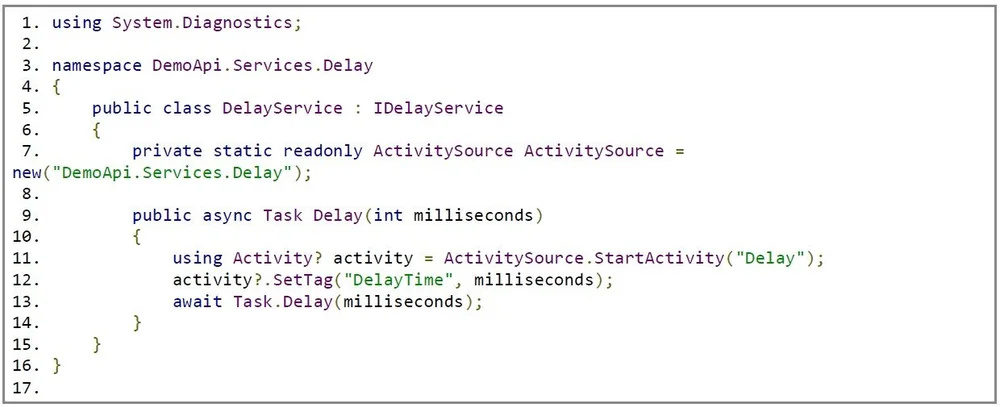 1. using System.Diagnostics;
2.
3. namespace DemoApi.Services.Delay
4. {
5.     public class DelayService : IDelayService
6.     {
7.         private static readonly ActivitySource ActivitySource =
new("DemoApi.Services.Delay");
8.
9.         public async Task Delay(int milliseconds)
10.         {
11.             using Activity? activity = ActivitySource.StartActivity("Delay");
12.             activity?.SetTag("DelayTime", milliseconds);
13.             await Task.Delay(milliseconds);
14.         }
15.     }
16. }
17.